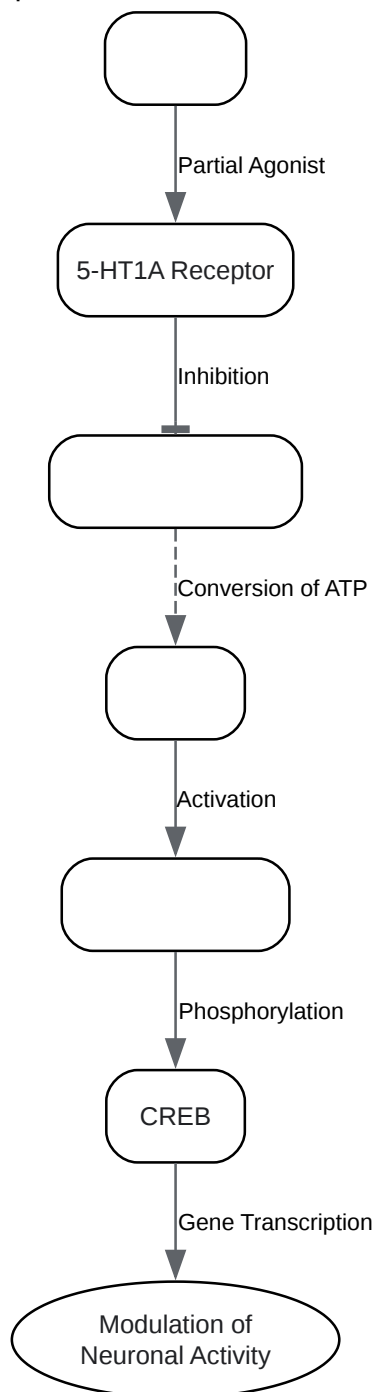 Partial Agonist
5-HT1A Receptor
Inhibition
Conversion of ATP
Activation
Phosphorylation
CREB
Gene Transcription
Modulation of
Neuronal Activity